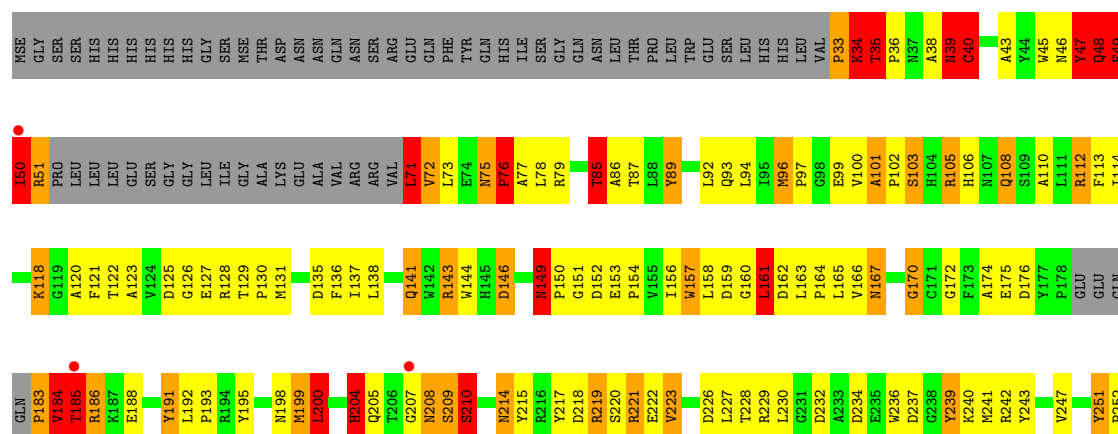 MSE GLY SER SER HIS HIS HIS HIS HIS HIS GLY SER MSE THR ASP ASN ASN GLN ASN SER ARG GLU GLN PHE TYR GLN HIS ILE SER GLY GLN ASN LEU THR PRO LEU TRP GLU SER LEU HIS HIS LEU VAL P33 K34 T35 P36 N37 A38 N39 C40 A43 Y44 W45 N46 Y47 Q48 E49
I50 R51 PRO LEU LEU LEU GLU SER GLY GLY LEU ILE GLY ALA LYS GLU ALA VAL ARG ARG VAL L71 V72 L73 E74 N75 P76 A77 L78 R79 T85 A86 T87 L88 Y89 L92 Q93 L94 I95 M96 P97 G98 E99 V100 A101 P102 S103 H104 R105 H106 N107 Q108 S109 A110 L111 R112 F113 I114
K118 G119 A120 F121 T122 A123 V124 D125 G126 E127 R128 T129 P130 M131 D135 F136 I137 L138 Q141 W142 R143 W144 H145 D146 N149 P150 G151 D152 E153 P154 V155 I156 W157 L158 D159 G160 L161 D162 L163 P164 L165 V166 N167 G170 C171 G172 F173 A174 E175 D176 Y177 P178 GLU GLU GLN
GLN P183 V184 T185 R186 K187 E188 Y191 L192 P193 R194 Y195 N198 M199 L200 H204 Q205 T206 G207 N208 S209 S210 N214 Y215 R216 Y217 D218 R219 S220 R221 E222 V223 D226 L227 T228 R229 L230 G231 D232 A233 D234 E235 W236 D237 G238 Y239 K240 M241 R242 Y243 V247 Y251 R252